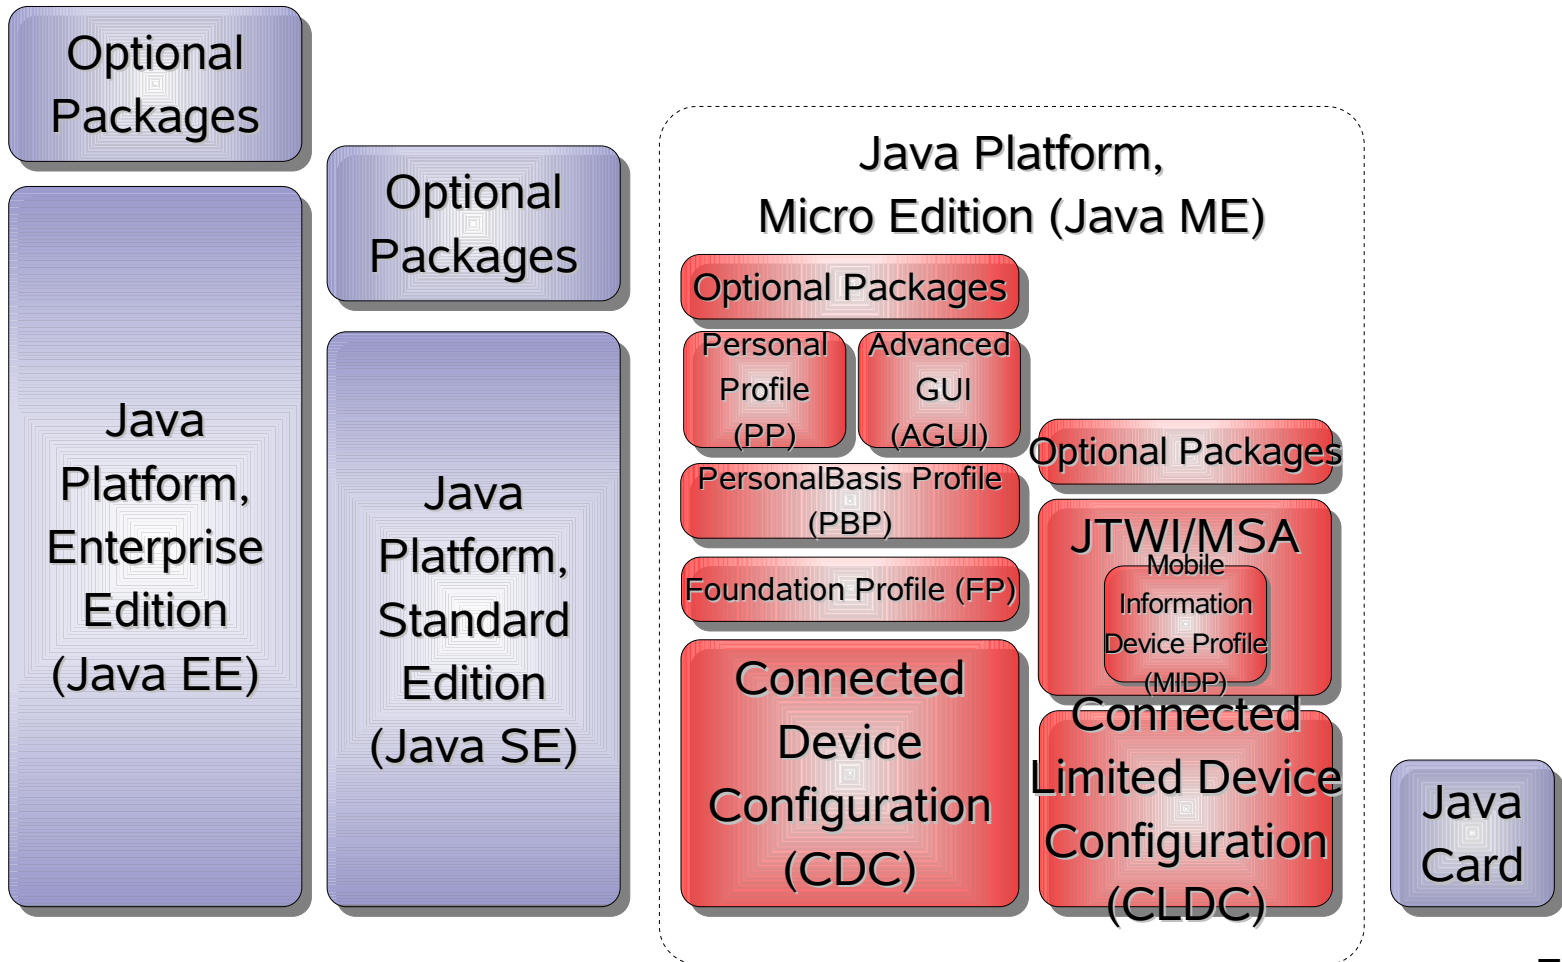 Optional
Packages
Java
Platform,
Enterprise
Edition
(Java EE)
Optional
Packages
Java
Platform,
Standard
Edition
(Java SE)
Java Platform,
Micro Edition (Java ME)
Optional Packages
Personal
Profile
(PP)
Advanced
GUI
(AGUI)
PersonalBasis Profile
(PBP)
Foundation Profile (FP)
Connected
Device
Configuration
(CDC)
Optional Packages
JTWI/MSA
Mobile
Information
Device Profile
(MIDP)
Connected
Limited Device
Configuration
(CLDC)
Java
Card